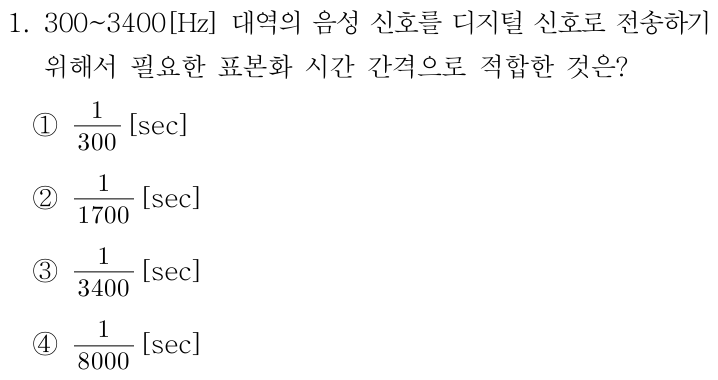 1. 300~3400[Hz] 대역의 음성 신호를 디지털 신호로 전송하기
위해서 필요한 표본화 시간 간격으로 적합한 것은?
① 1/300 [sec]
② 1/1700 [sec]
③ 1/3400 [sec]
④ 1/8000 [sec]